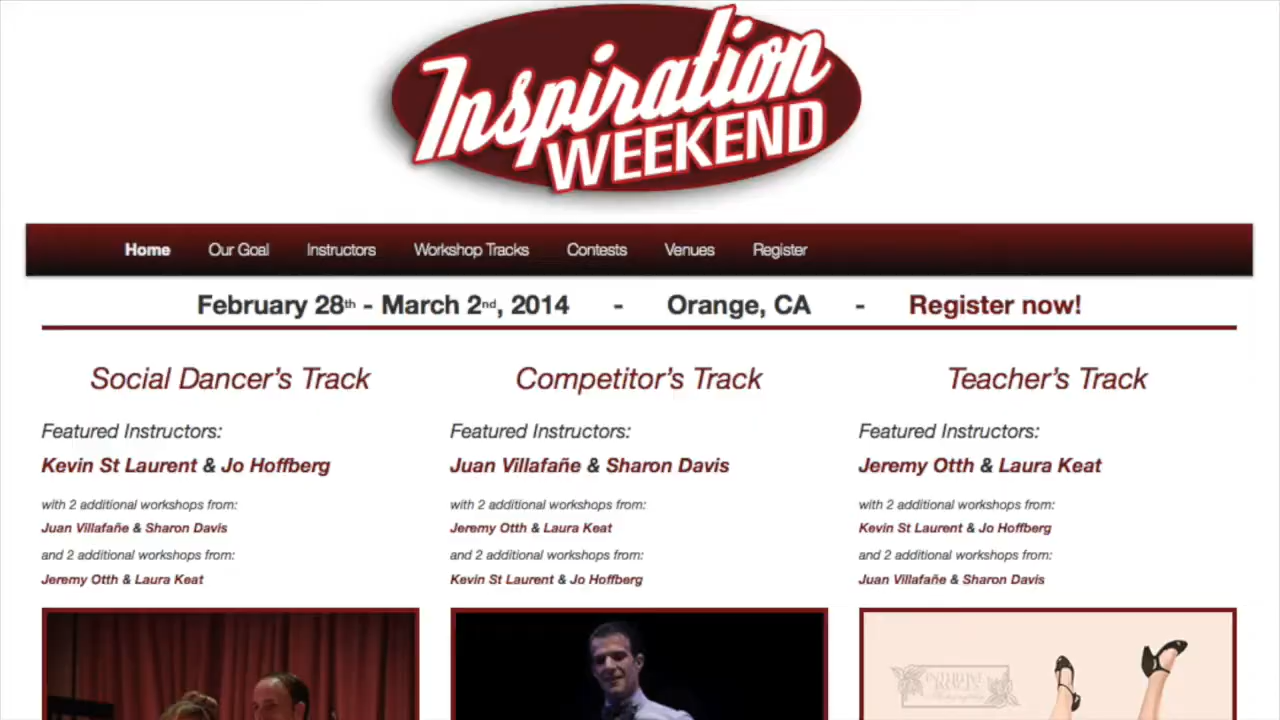 Inspiration
WEEKEND
Home Our Goal Instructors Workshop Tracks Contests Venues Register
February 28th - March 2nd, 2014 - Orange, CA - Register now!
Social Dancer's Track
Featured Instructors:
Kevin St Laurent & Jo Hoffberg
with 2 additional workshops from:
Juan Villafañe & Sharon Davis
and 2 additional workshops from:
Jeremy Otth & Laura Keat
Competitor's Track
Featured Instructors:
Juan Villafañe & Sharon Davis
with 2 additional workshops from:
Jeremy Otth & Laura Keat
and 2 additional workshops from:
Kevin St Laurent & Jo Hoffberg
Teacher's Track
Featured Instructors:
Jeremy Otth & Laura Keat
with 2 additional workshops from:
Kevin St Laurent & Jo Hoffberg
and 2 additional workshops from:
Juan Villafañe & Sharon Davis
IMAGES